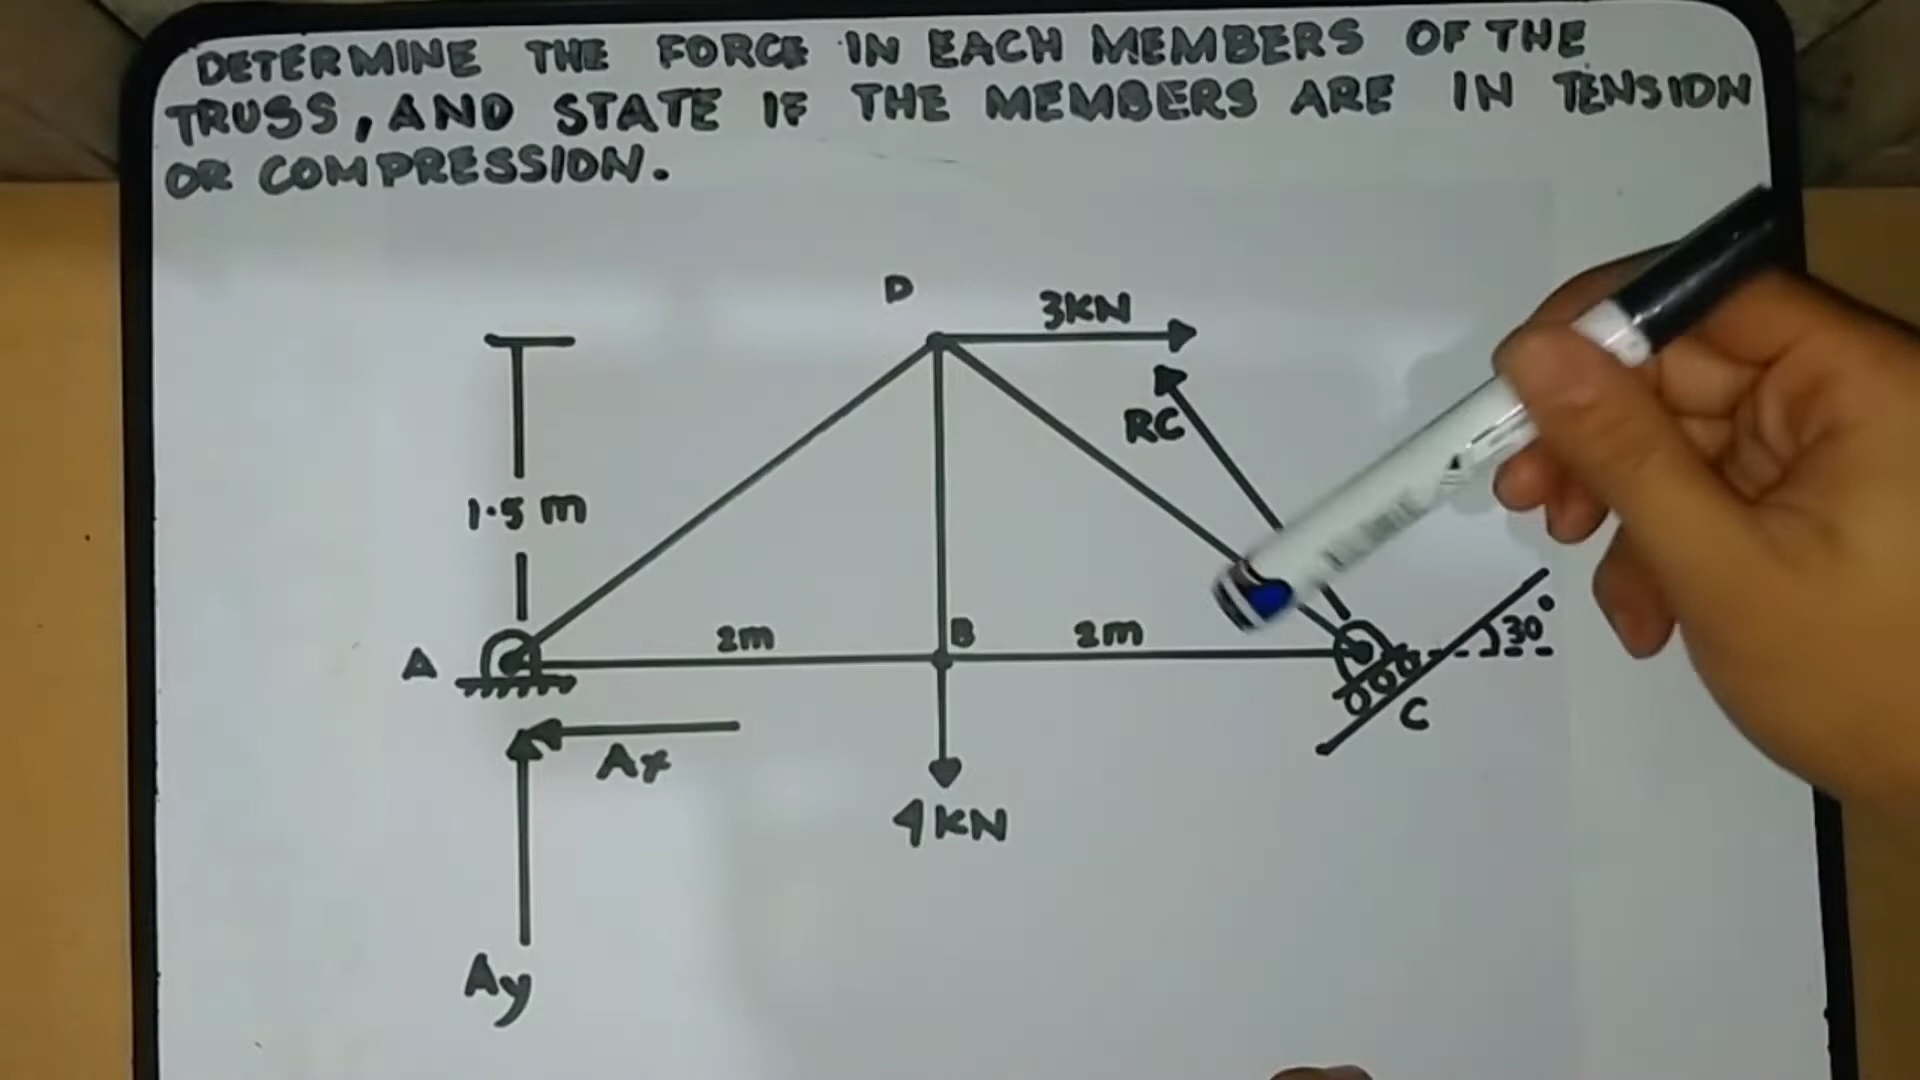 DETERMINE THE FORCE IN EACH MEMBERS OF THE
TRUSS, AND STATE IF THE MEMBERS ARE IN TENSION
OR COMPRESSION.
D
3KN
RC
1.5 m
2m
B
2m
30°
A
C
Ax
4KN
Ay